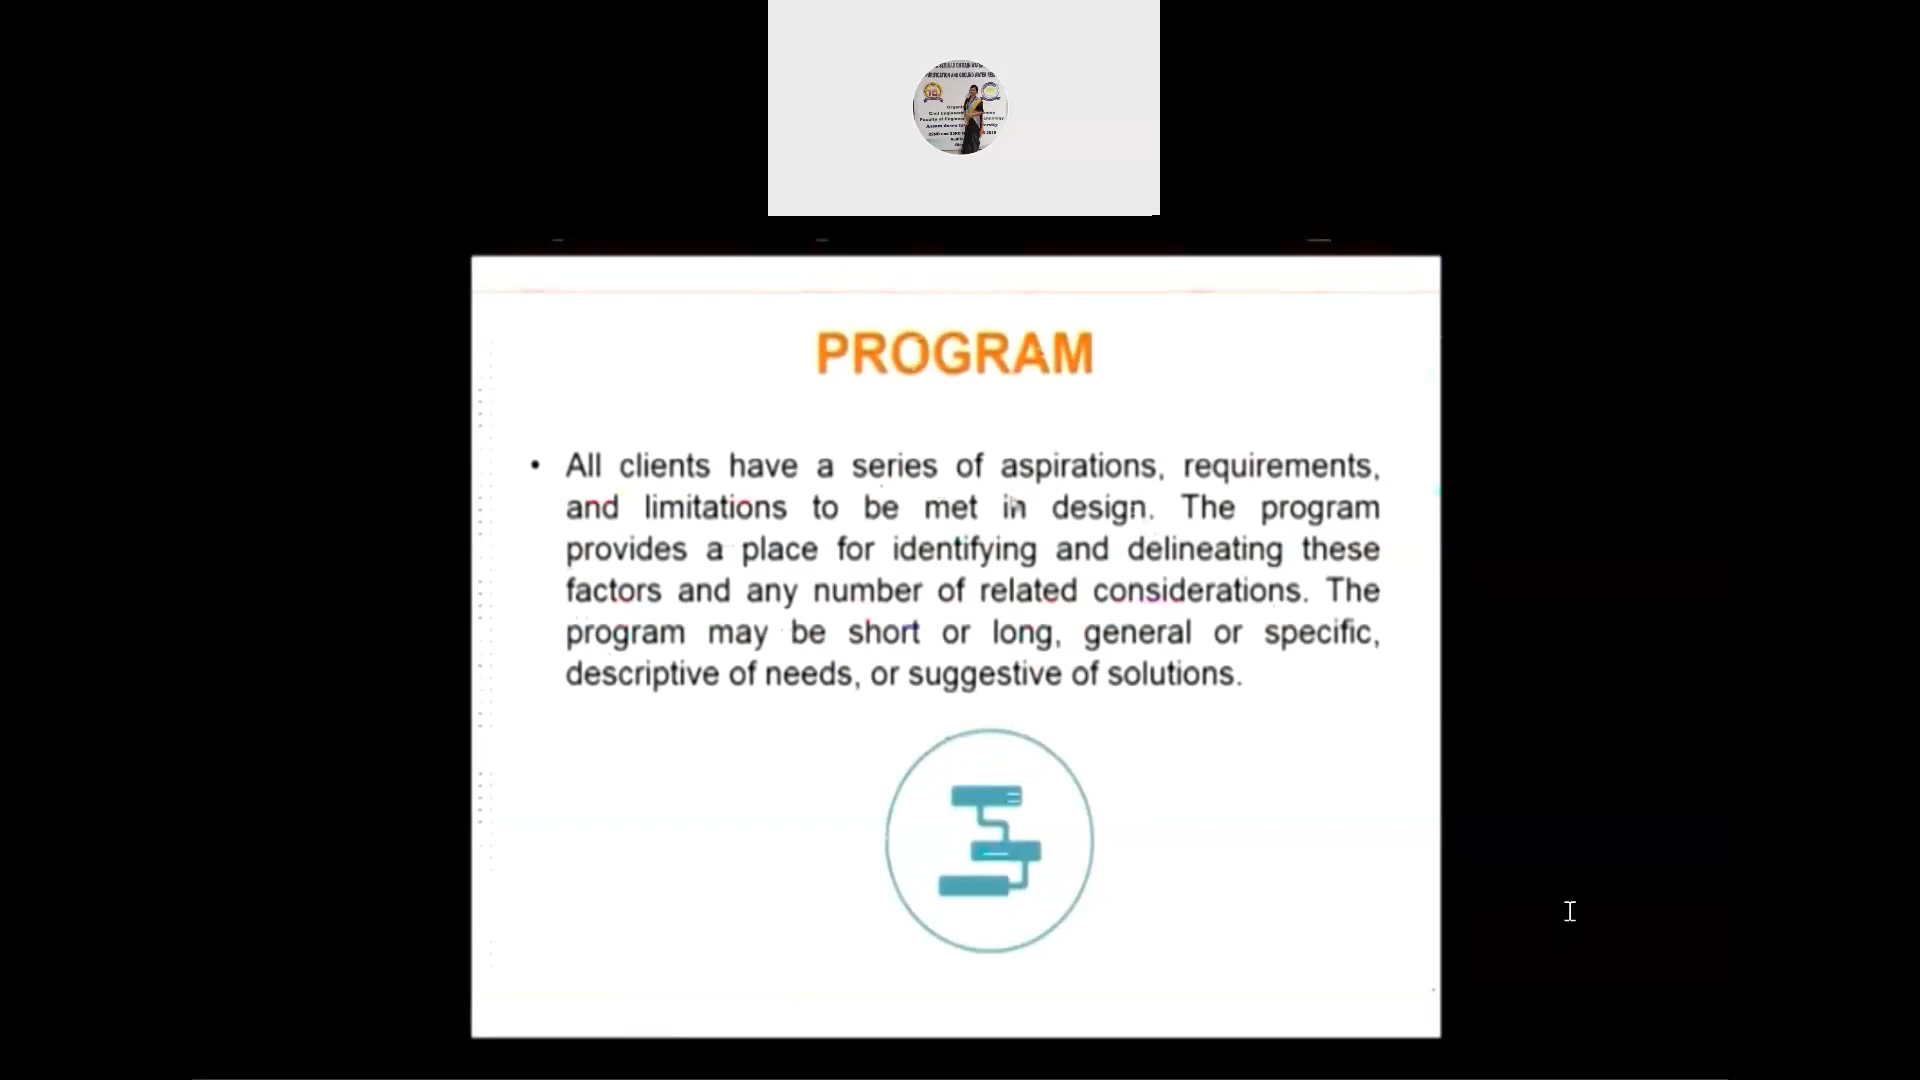 PROGRAM
• All clients have a series of aspirations, requirements,
and limitations to be met in design. The program
provides a place for identifying and delineating these
factors and any number of related considerations. The
program may be short or long, general or specific,
descriptive of needs, or suggestive of solutions.